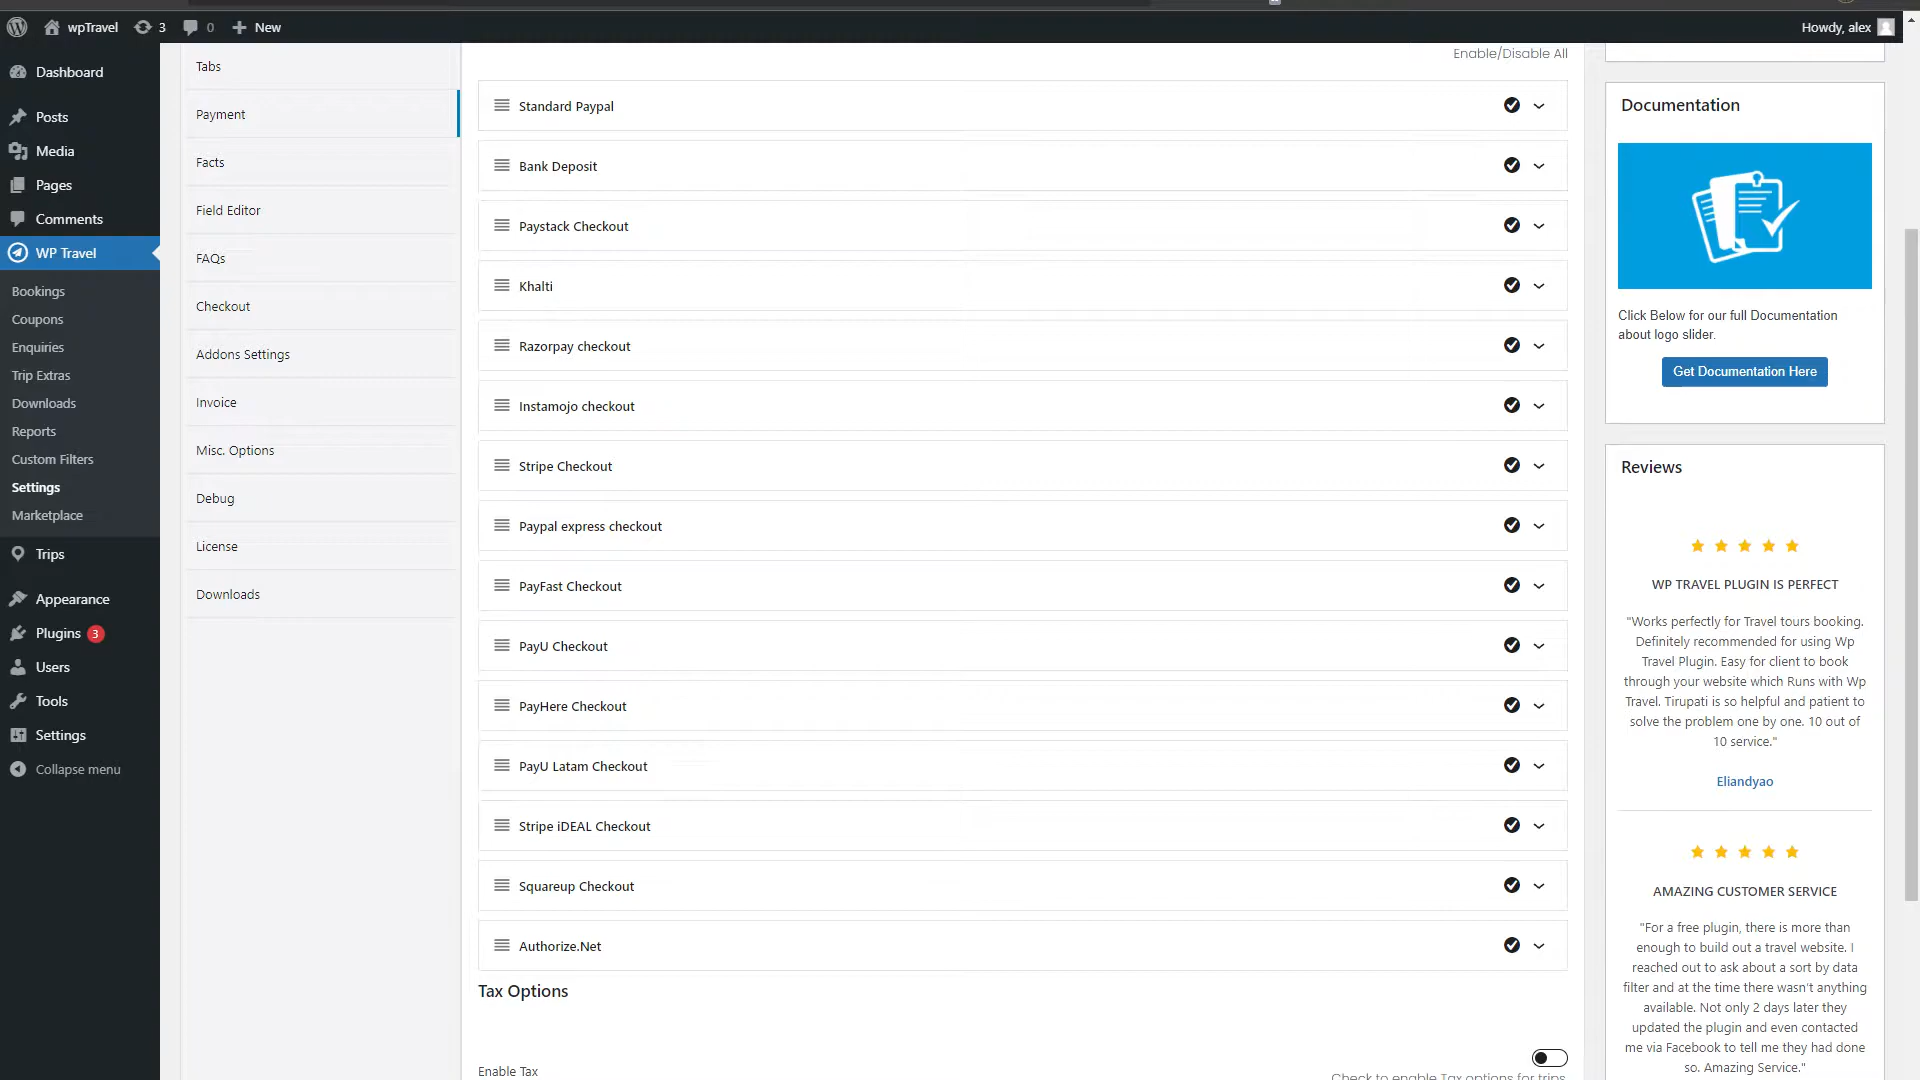 wpTravel
3
0
New
Howdy, alex
Dashboard
Posts
Media
Pages
Comments
WP Travel
Bookings
Coupons
Enquiries
Trip Extras
Downloads
Reports
Custom Filters
Settings
Marketplace
Trips
Appearance
Plugins 3
Users
Tools
Settings
Collapse menu
Tabs
Payment
Facts
Field Editor
FAQs
Checkout
Addons Settings
Invoice
Misc. Options
Debug
License
Downloads
Enable/Disable All
Standard Paypal
Bank Deposit
Paystack Checkout
Khalti
Razorpay checkout
Instamojo checkout
Stripe Checkout
Paypal express checkout
PayFast Checkout
PayU Checkout
PayHere Checkout
PayU Latam Checkout
Stripe iDEAL Checkout
Squareup Checkout
Authorize.Net
Tax Options
Enable Tax
Check to enable Tax options for trips.
Documentation
Click Below for our full Documentation
about logo slider.
Get Documentation Here
Reviews
WP TRAVEL PLUGIN IS PERFECT
"Works perfectly for Travel tours booking.
Definitely recommended for using Wp
Travel Plugin. Easy for client to book
through your website which Runs with Wp
Travel. Tirupati is so helpful and patient to
solve the problem one by one. 10 out of
10 service."
Eliandyao
AMAZING CUSTOMER SERVICE
"For a free plugin, there is more than
enough to build out a travel website. I
reached out to ask about a sort by data
filter and at the time there wasn't anything
available. Not only 2 days later they
updated the plugin and even contacted
me via Facebook to tell me they had done
so. Amazing Service."